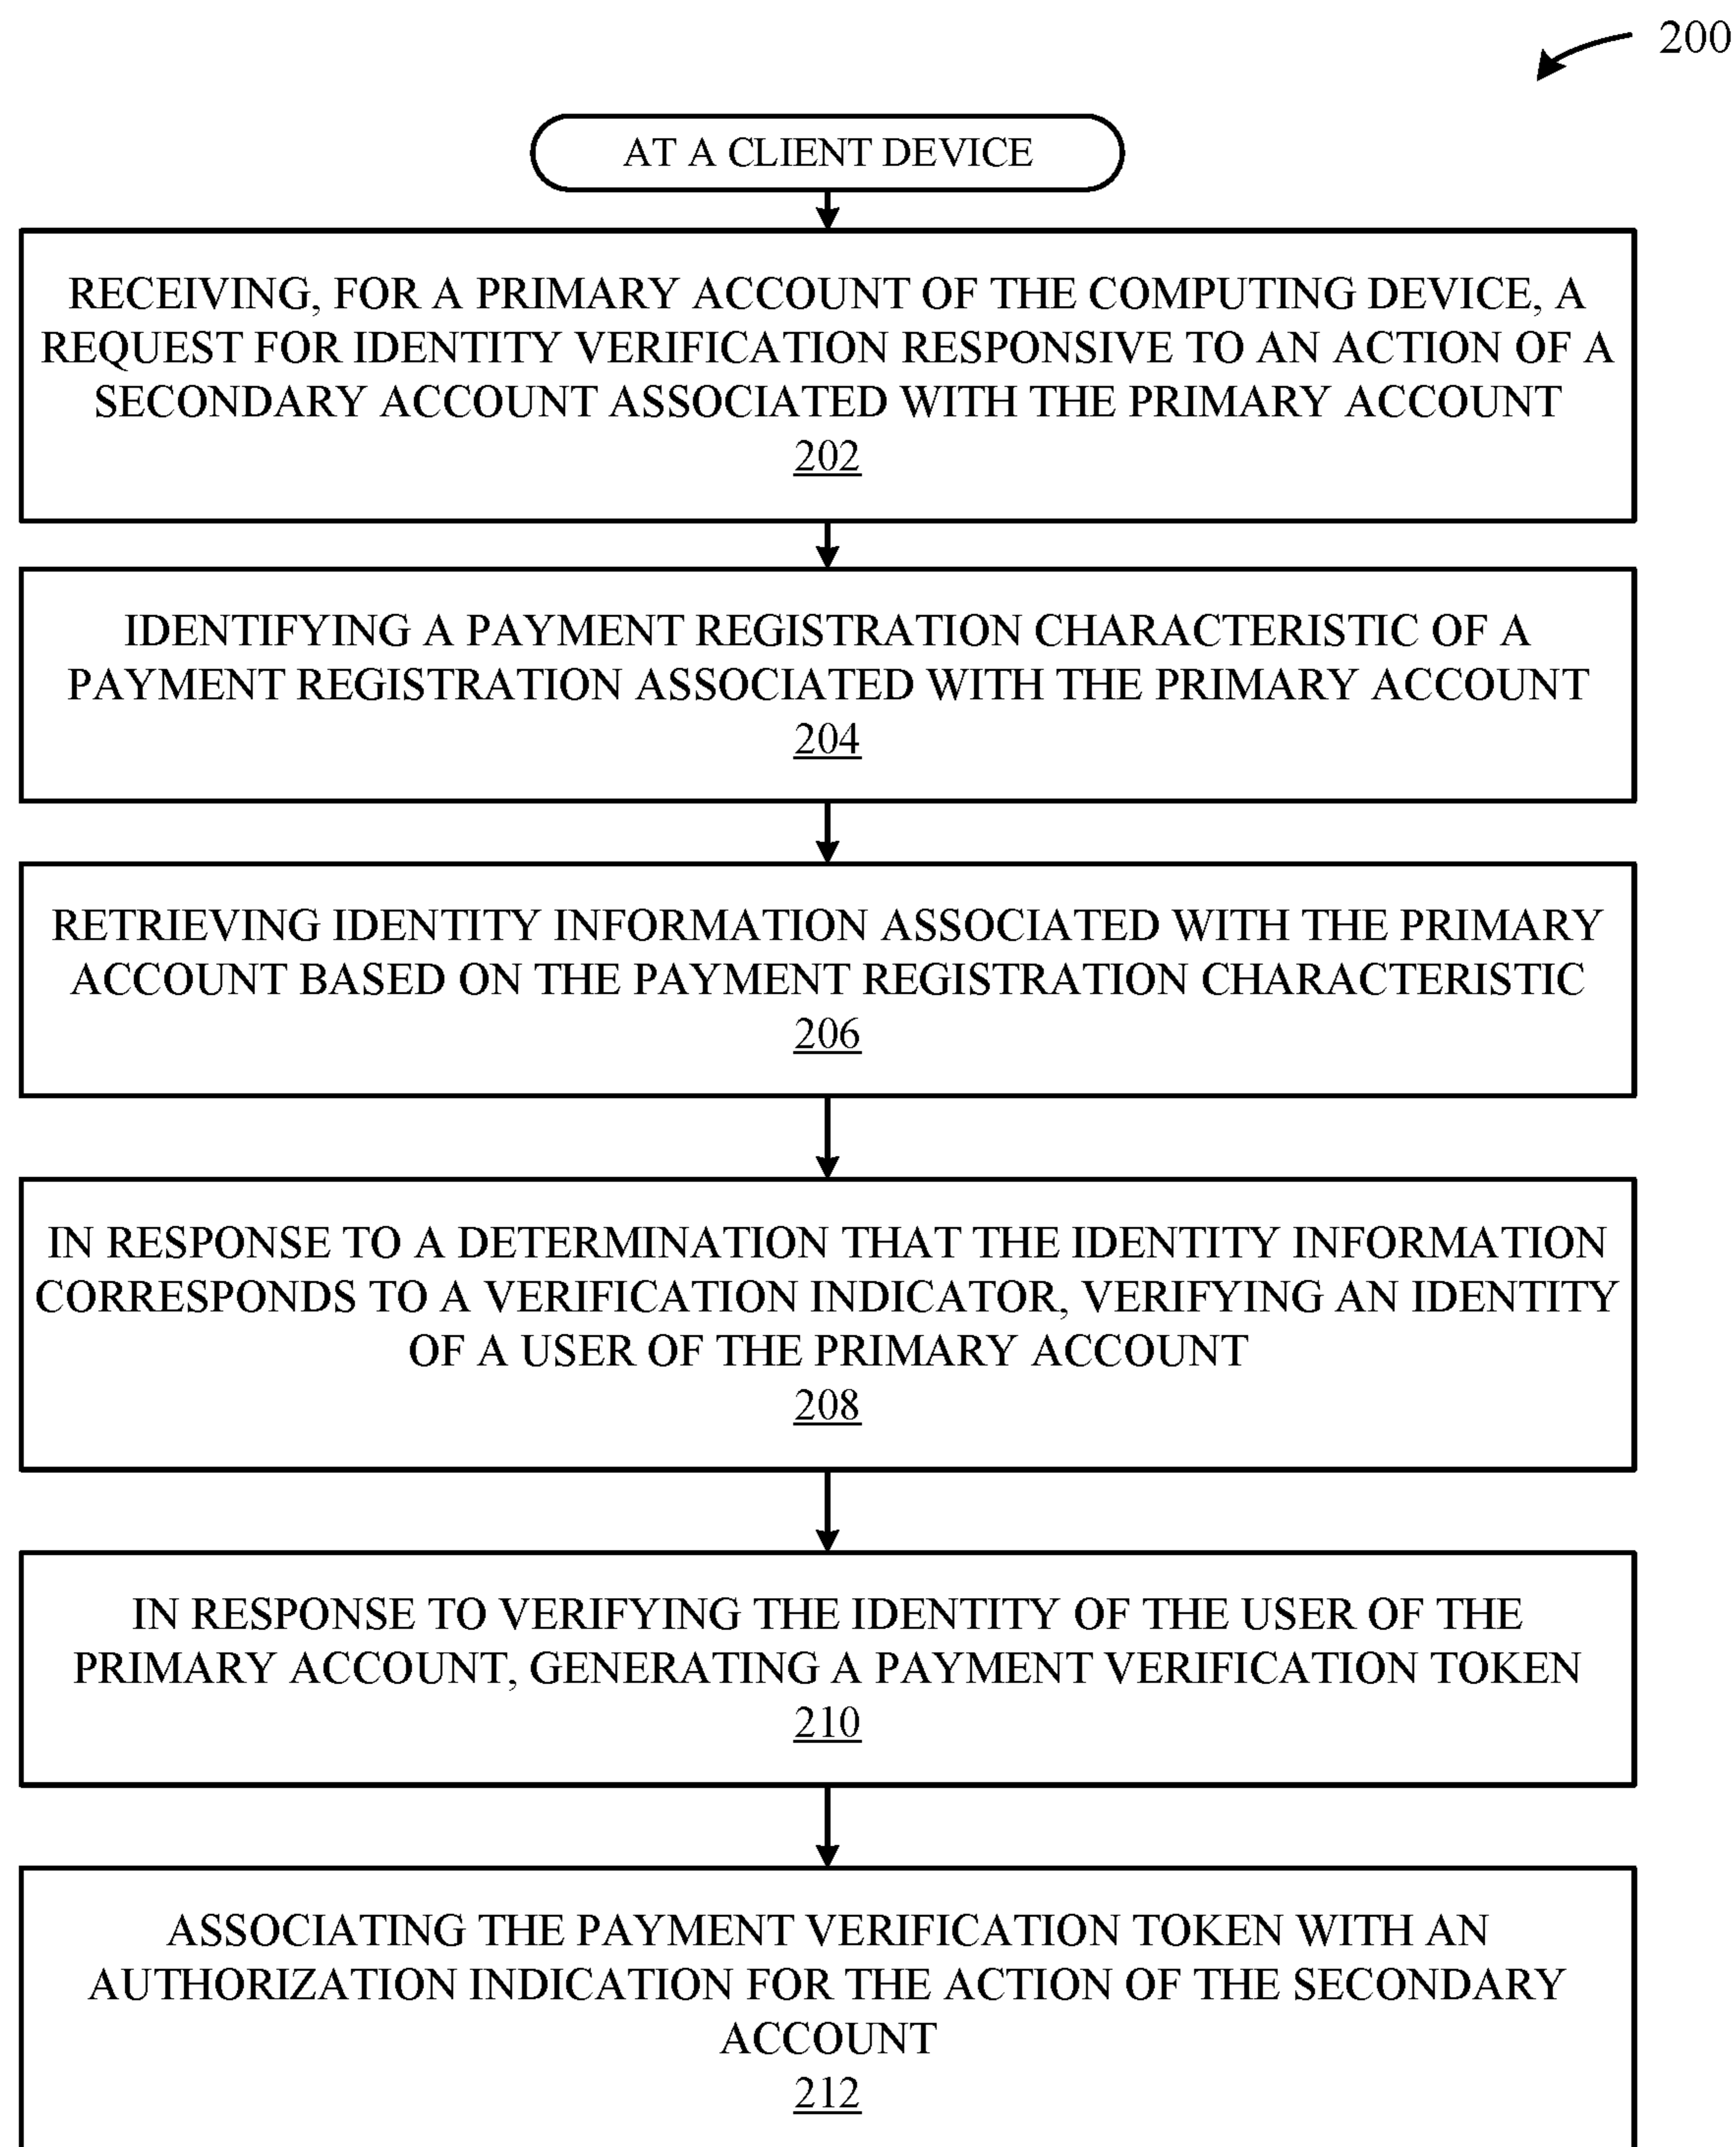 200
AT A CLIENT DEVICE
RECEIVING, FOR A PRIMARY ACCOUNT OF THE COMPUTING DEVICE, A
REQUEST FOR IDENTITY VERIFICATION RESPONSIVE TO AN ACTION OF A
SECONDARY ACCOUNT ASSOCIATED WITH THE PRIMARY ACCOUNT
202
IDENTIFYING A PAYMENT REGISTRATION CHARACTERISTIC OF A
PAYMENT REGISTRATION ASSOCIATED WITH THE PRIMARY ACCOUNT
204
RETRIEVING IDENTITY INFORMATION ASSOCIATED WITH THE PRIMARY
ACCOUNT BASED ON THE PAYMENT REGISTRATION CHARACTERISTIC
206
IN RESPONSE TO A DETERMINATION THAT THE IDENTITY INFORMATION
CORRESPONDS TO A VERIFICATION INDICATOR, VERIFYING AN IDENTITY
OF A USER OF THE PRIMARY ACCOUNT
208
IN RESPONSE TO VERIFYING THE IDENTITY OF THE USER OF THE
PRIMARY ACCOUNT, GENERATING A PAYMENT VERIFICATION TOKEN
210
ASSOCIATING THE PAYMENT VERIFICATION TOKEN WITH AN
AUTHORIZATION INDICATION FOR THE ACTION OF THE SECONDARY
ACCOUNT
212